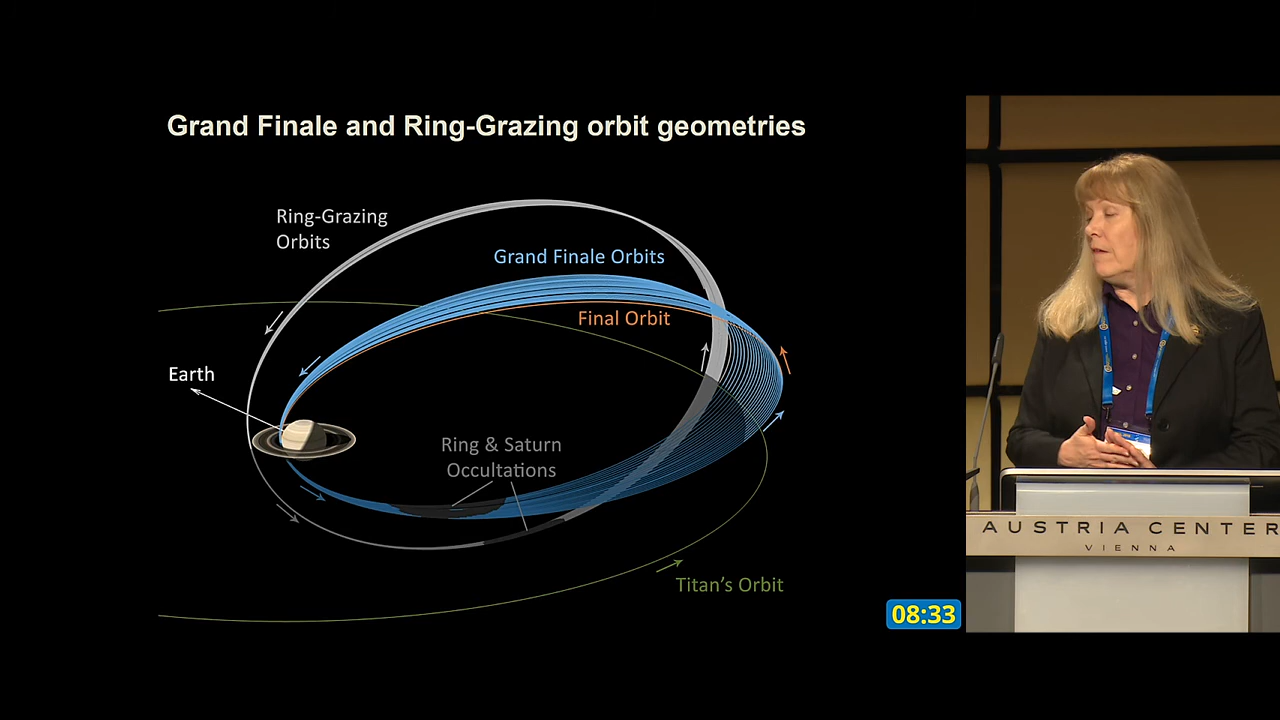 Grand Finale and Ring-Grazing orbit geometries
Ring-Grazing
Orbits
Grand Finale Orbits
Final Orbit
Earth
Ring & Saturn
Occultations
Titan's Orbit
08:33
AUSTRIA CENTER
VIENNA